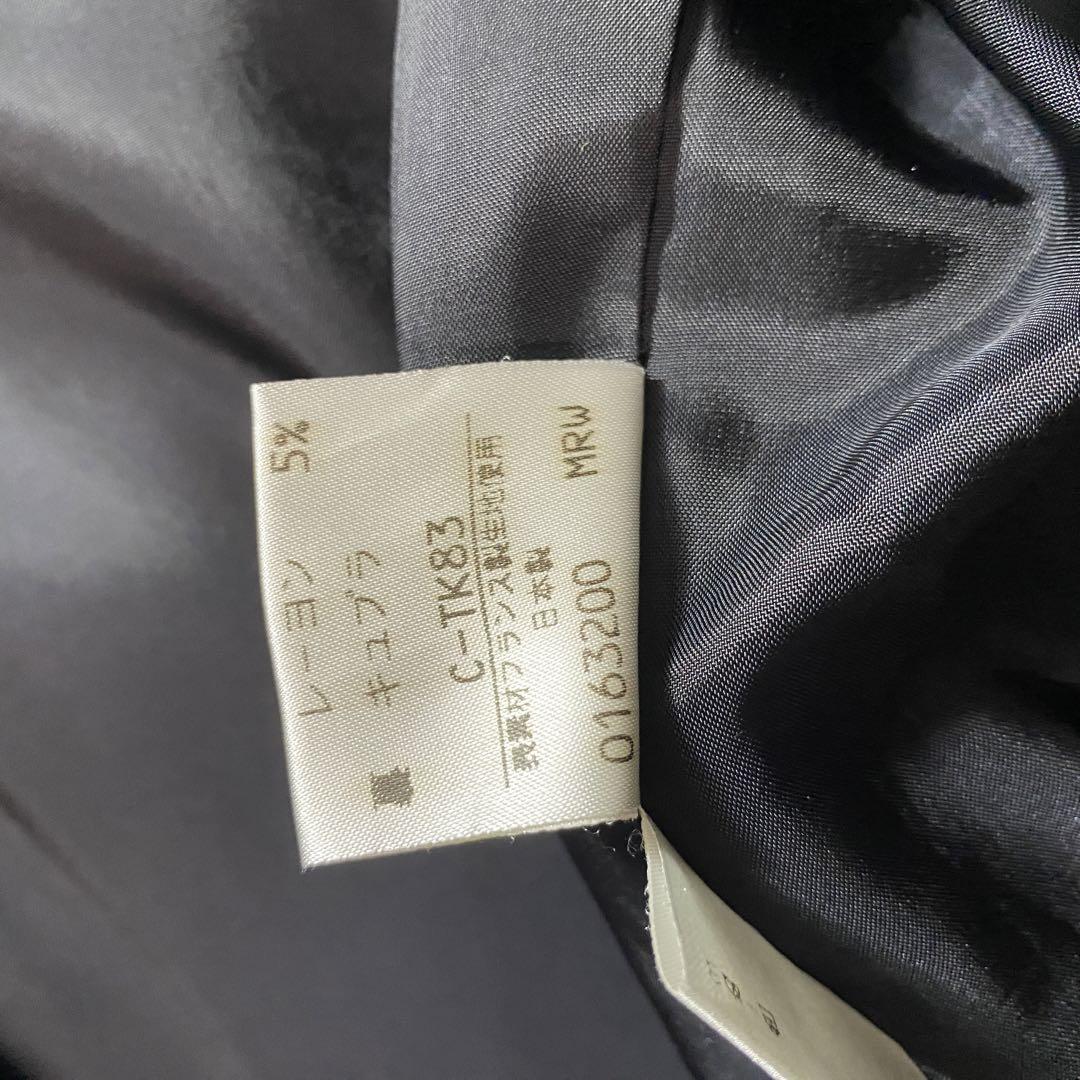 レーヨン 5%
裏 キュプラ
C-TK83
表素材フランス製生地使用
日本製
0163200 MRW